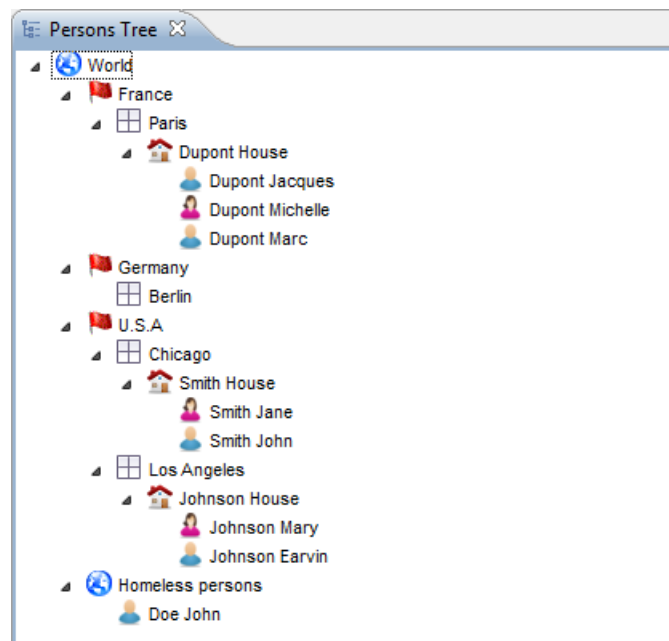 Persons Tree
World
France
Paris
Dupont House
Dupont Jacques
Dupont Michelle
Dupont Marc
Germany
Berlin
U.S.A
Chicago
Smith House
Smith Jane
Smith John
Los Angeles
Johnson House
Johnson Mary
Johnson Earvin
Homeless persons
Doe John